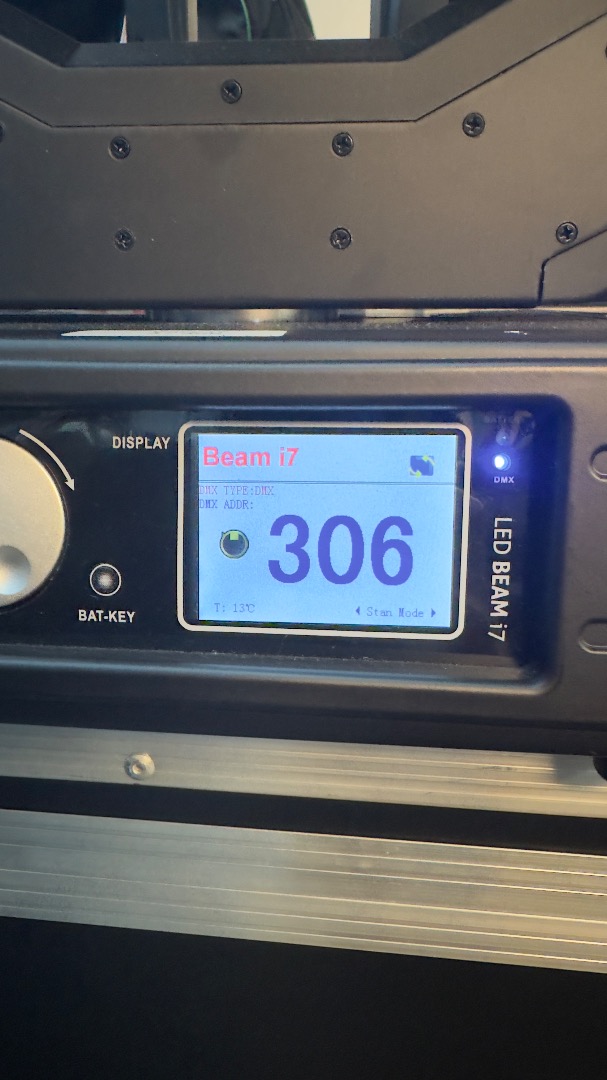 DISPLAY
BAT-KEY
Beam i7
DMX TYPE:DMX
DMX ADDR:
306
T: 13℃
Stan Mode
DMX
LED BEAM i7